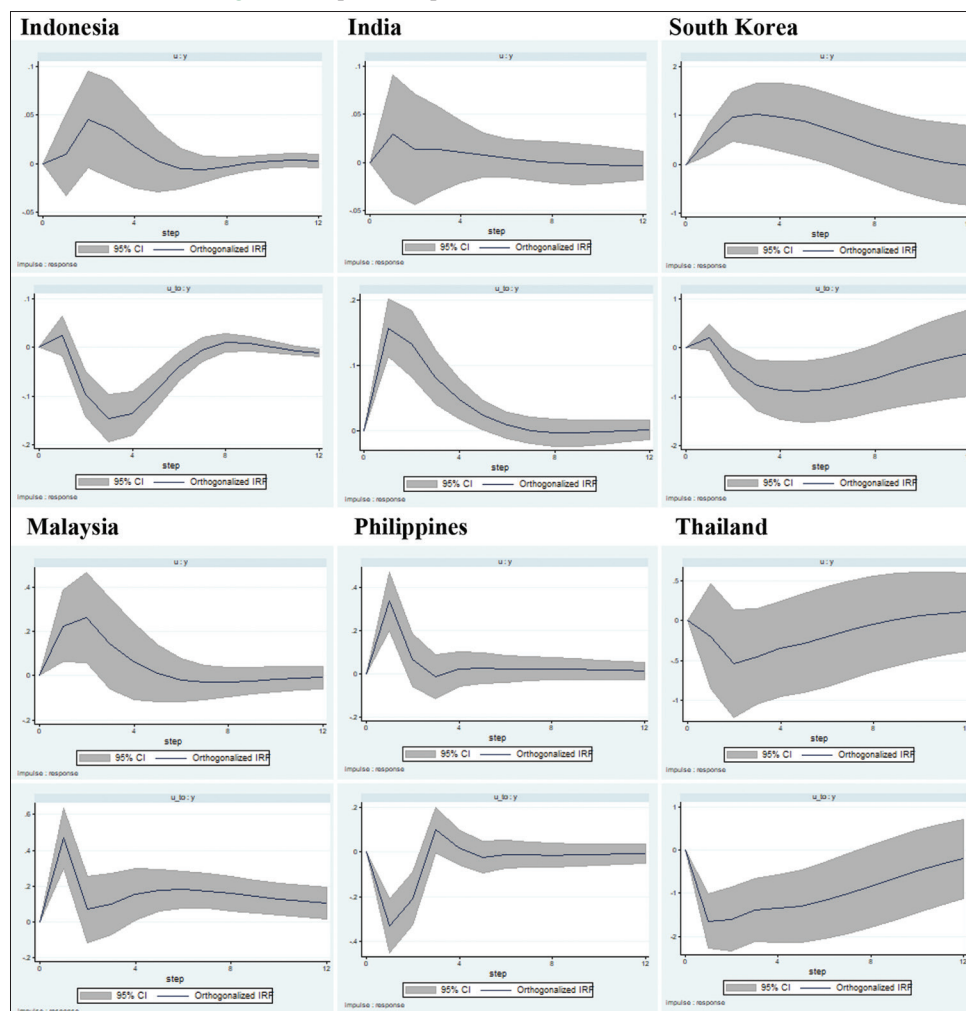 Indonesia
u : y
.1
.05
0
-.05
0 4 8 12
step
95% CI Orthogonalized IRF
impulse : response
India
u : y
.1
.05
0
-.05
0 4 8 12
step
95% CI Orthogonalized IRF
impulse : response
South Korea
u : y
2
1
0
-1
0 4 8
step
95% CI Orthogonalized IRF
impulse : response
u_to : y
.1
0
-.1
-.2
0 4 8 12
step
95% CI Orthogonalized IRF
impulse : response
u_to : y
.2
.1
0
0 4 8 12
step
95% CI Orthogonalized IRF
impulse : response
u_to : y
1
0
-1
-2
0 4 8
step
95% CI Orthogonalized IRF
impulse : response
Malaysia
u : y
.4
.2
0
-.2
0 4 8 12
step
95% CI Orthogonalized IRF
impulse : response
Philippines
u : y
.4
.2
0
-.2
0 4 8 12
step
95% CI Orthogonalized IRF
impulse : response
Thailand
u : y
.5
0
-.5
-1
0 4 8
step
95% CI Orthogonalized IRF
impulse : response
u_to : y
.6
.4
.2
0
-.2
0 4 8 12
step
95% CI Orthogonalized IRF
impulse : response
u_to : y
.2
0
-.2
-.4
0 4 8 12
step
95% CI Orthogonalized IRF
impulse : response
u_to : y
1
0
-1
-2
0 4 8 12
step
95% CI Orthogonalized IRF
impulse : response